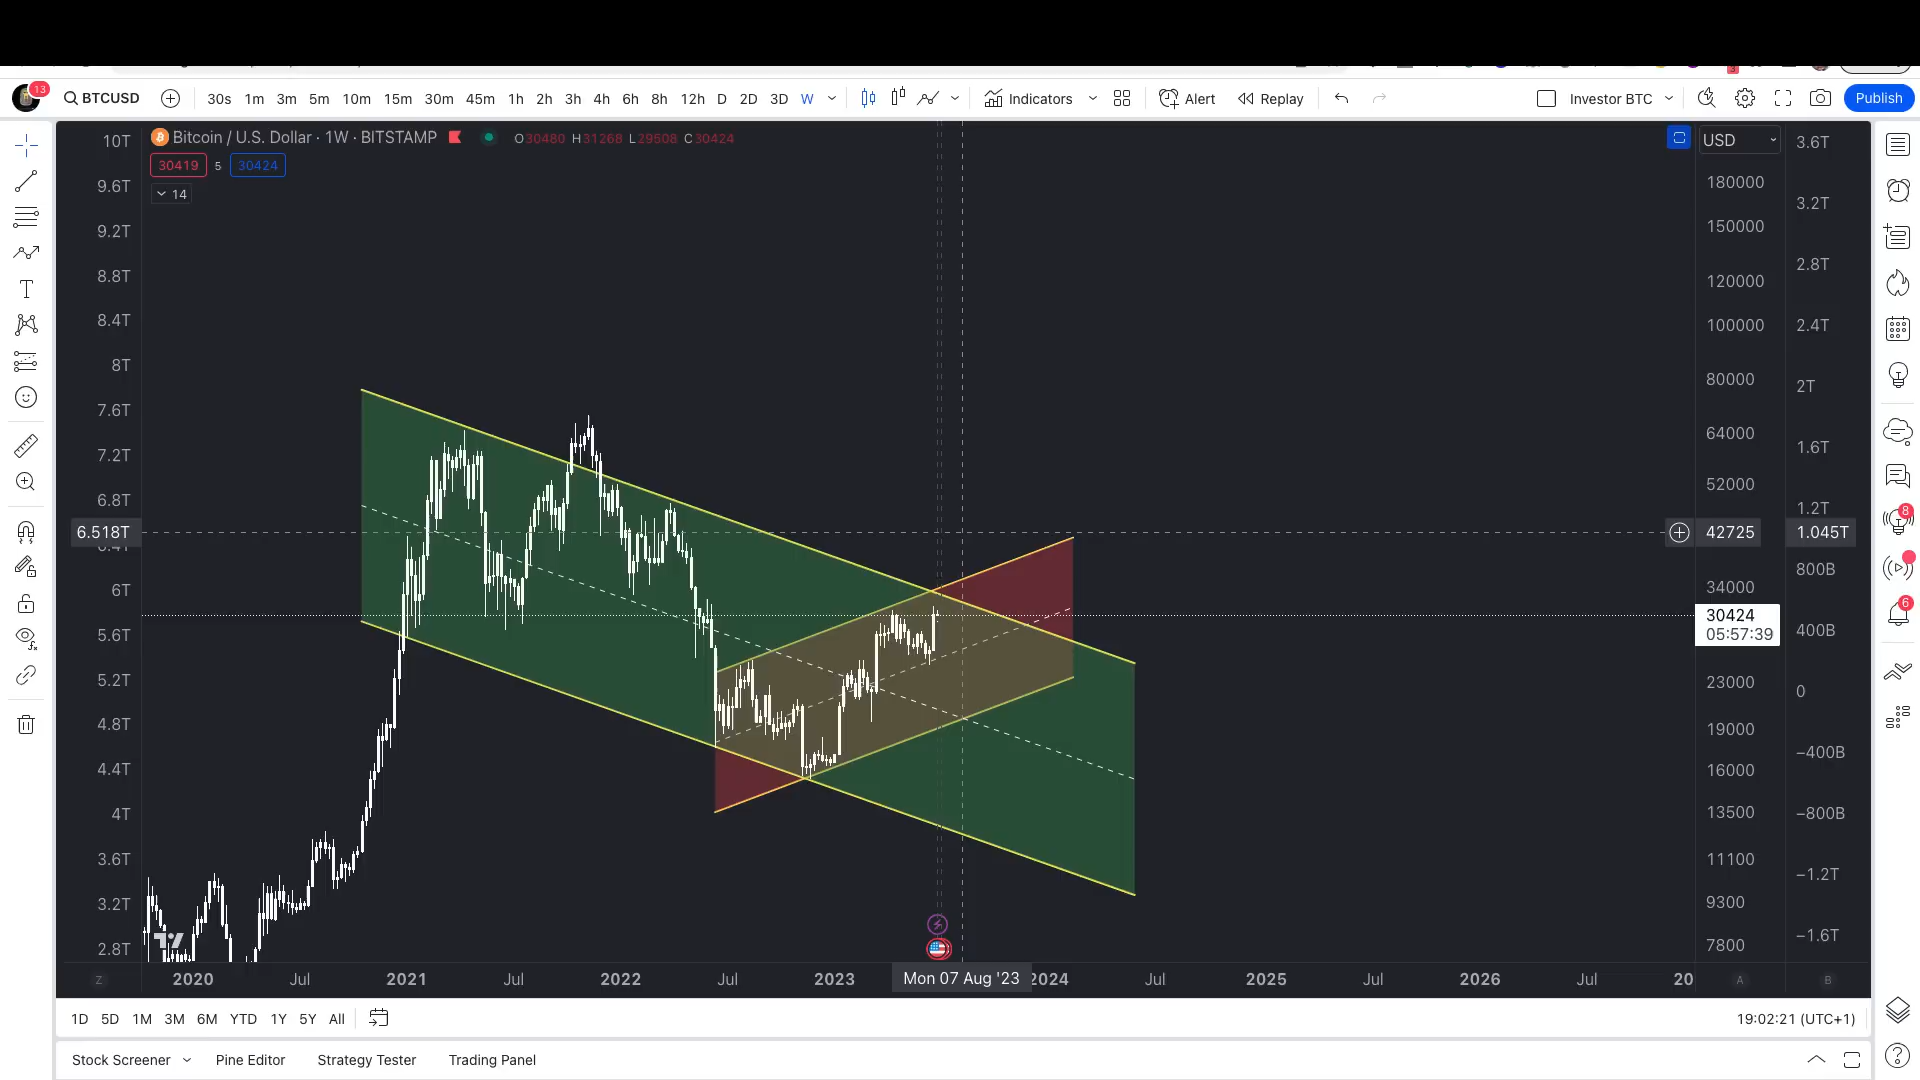 13
BTCUSD 30s 1m 3m 5m 10m 15m 30m 45m 1h 2h 3h 4h 6h 8h 12h D 2D 3D W Indicators Alert Replay Investor BTC Publish
Bitcoin / U.S. Dollar · 1W · BITSTAMP O30480 H31268 L29508 C30424
30419 5 30424
14
USD
10T
9.6T
9.2T
8.8T
8.4T
8T
7.6T
7.2T
6.8T
6.518T
6.4T
6T
5.6T
5.2T
4.8T
4.4T
4T
3.6T
3.2T
2.8T
180000
150000
120000
100000
80000
64000
52000
42725
34000
30424
05:57:39
23000
19000
16000
13500
11100
9300
7800
3.6T
3.2T
2.8T
2.4T
2T
1.6T
1.2T
1.045T
800B
400B
0
−400B
−800B
−1.2T
−1.6T
8
6
Z 2020 Jul 2021 Jul 2022 Jul 2023 Mon 07 Aug '23 2024 Jul 2025 Jul 2026 Jul 20 A B
1D 5D 1M 3M 6M YTD 1Y 5Y All 19:02:21 (UTC+1)
Stock Screener Pine Editor Strategy Tester Trading Panel